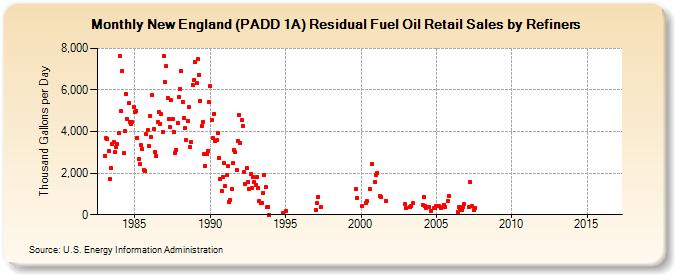 Monthly New England (PADD 1A) Residual Fuel Oil Retail Sales by Refiners
Thousand Gallons per Day
8,000
6,000
4,000
2,000
0
1985 1990 1995 2000 2005 2010 2015
Source: U.S. Energy Information Administration